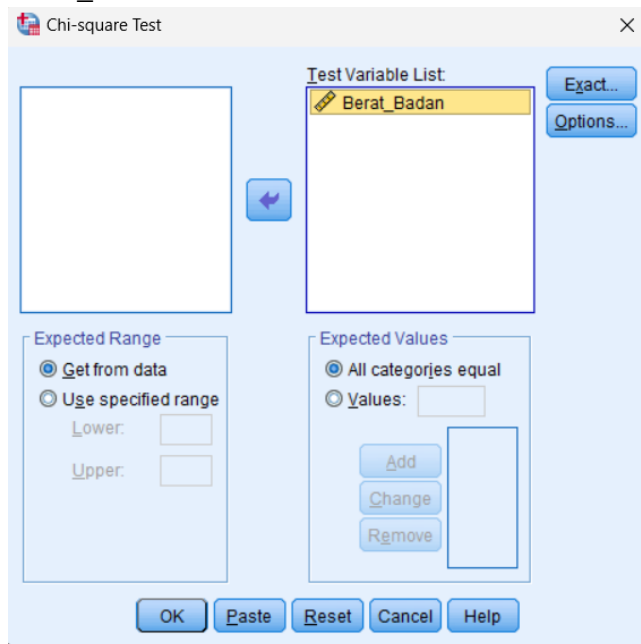 Chi-square Test
Test Variable List:
Berat_Badan
Exact...
Options...
Expected Range
Get from data
Use specified range
Lower:
Upper:
Expected Values
All categories equal
Values:
Add
Change
Remove
OK Paste Reset Cancel Help